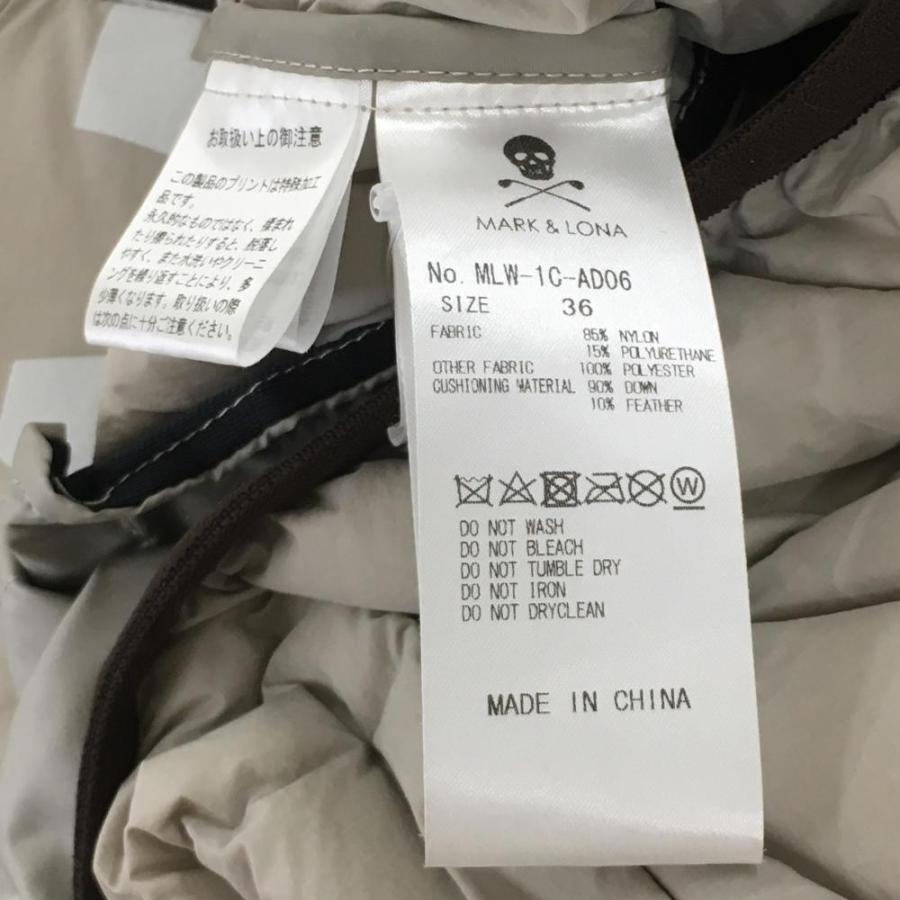 お取扱い上の御注意
この製品のプリントは特殊加工
品です。
永久的なものではなく、揉まれ
たり擦られたりすると、脱落し
やすく、また水洗いやクリーニ
ングを繰り返すことにより、多
少薄くなります。取り扱いの際
は次の点に十分ご注意ください。
MARK & LONA
No. MLW-1C-AD06
SIZE 36
FABRIC 85% NYLON
15% POLYURETHANE
OTHER FABRIC 100% POLYESTER
CUSHIONING MATERIAL 90% DOWN
10% FEATHER
W
DO NOT WASH
DO NOT BLEACH
DO NOT TUMBLE DRY
DO NOT IRON
DO NOT DRYCLEAN
MADE IN CHINA